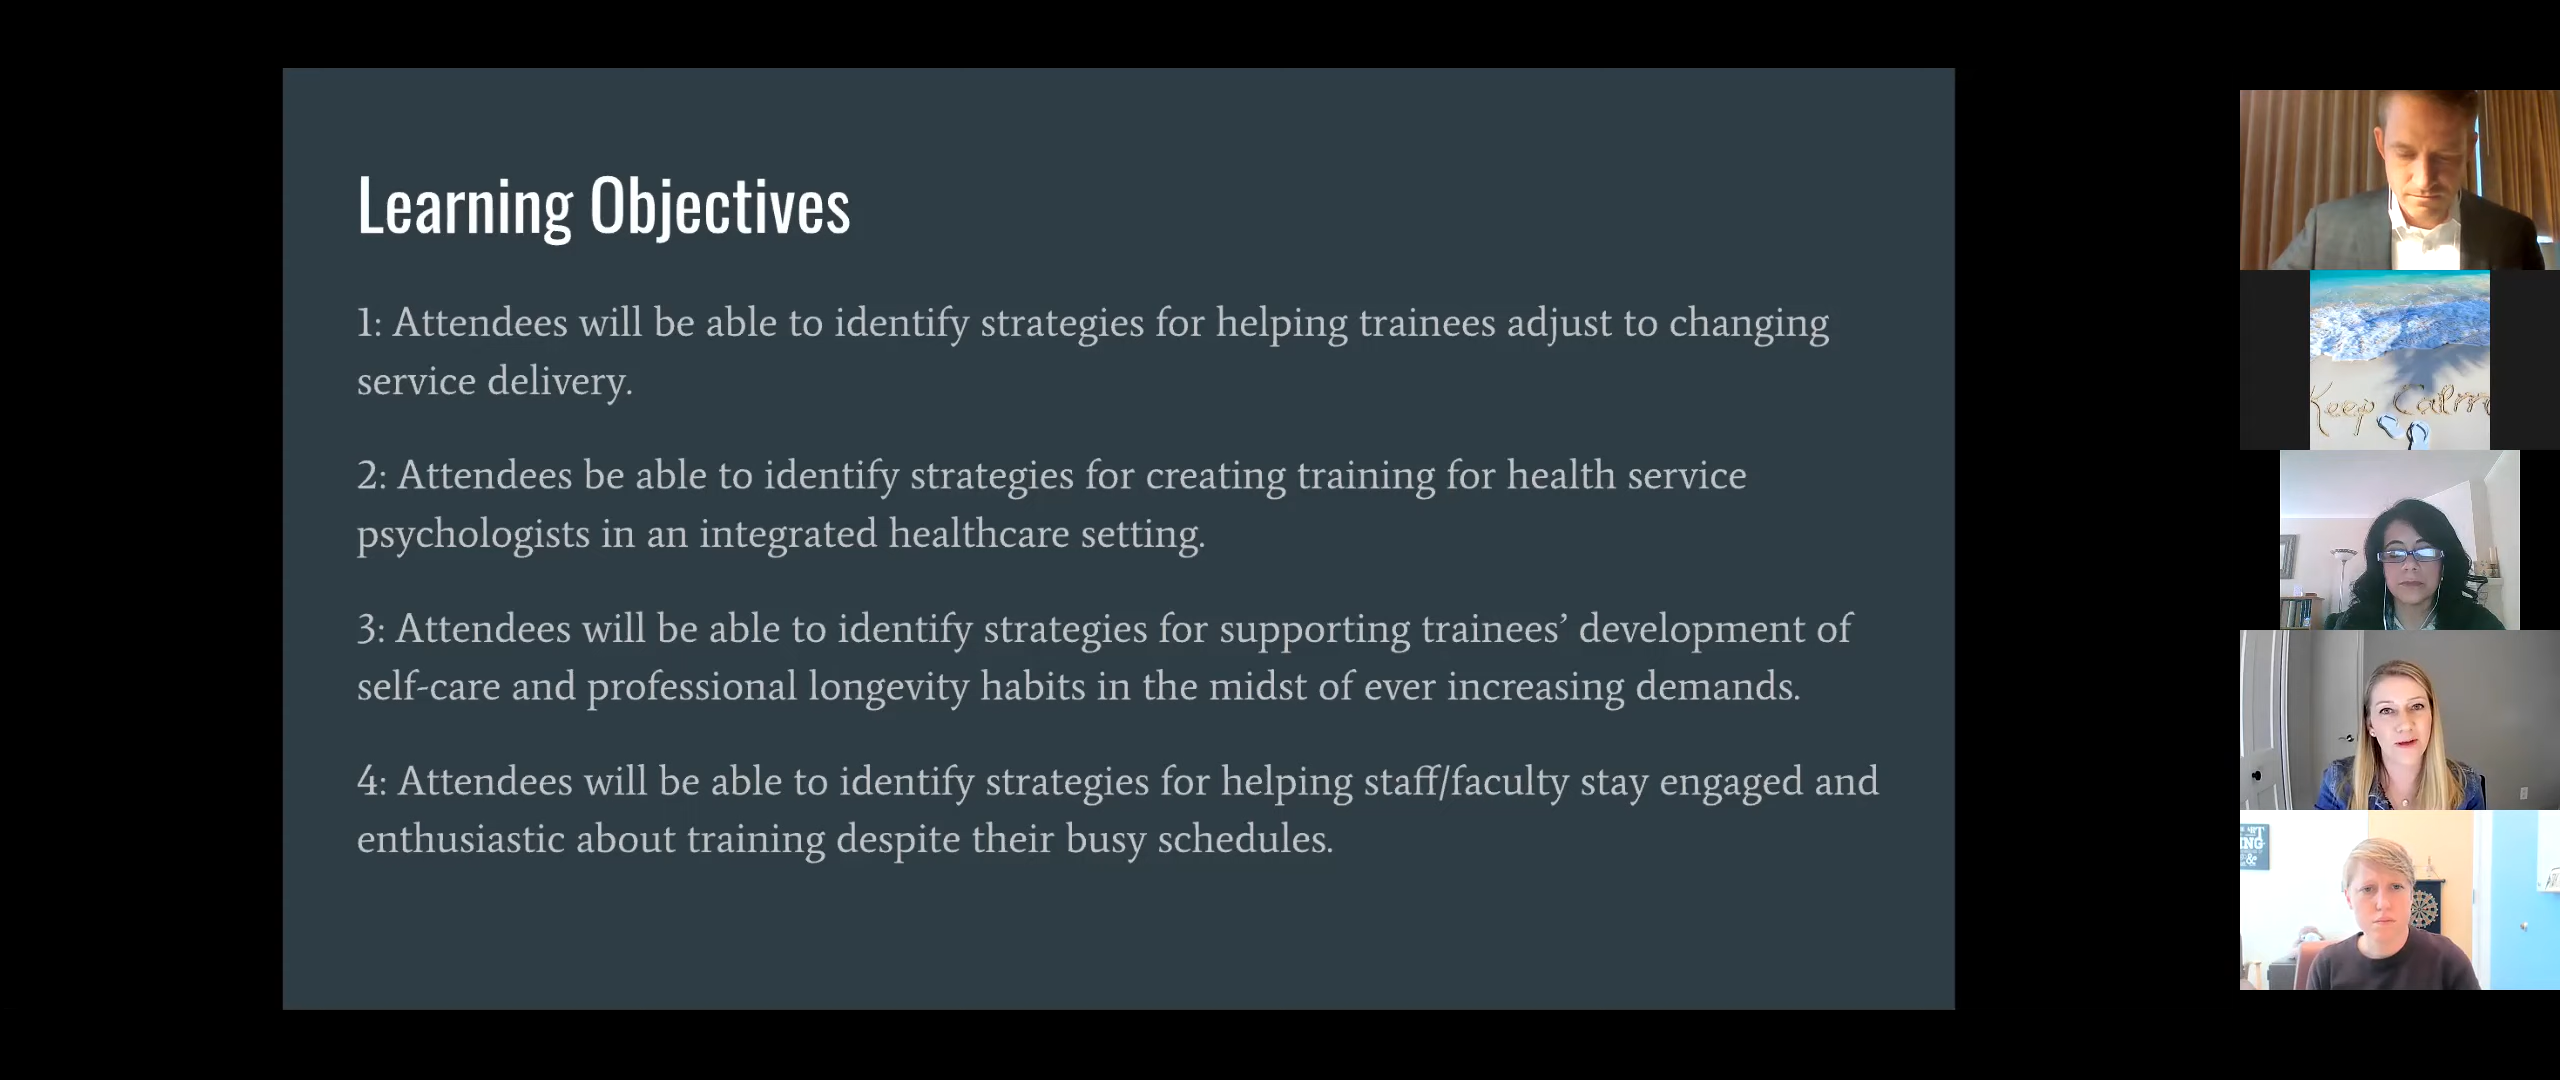 Learning Objectives
1: Attendees will be able to identify strategies for helping trainees adjust to changing
service delivery.
2: Attendees be able to identify strategies for creating training for health service
psychologists in an integrated healthcare setting.
3: Attendees will be able to identify strategies for supporting trainees’ development of
self-care and professional longevity habits in the midst of ever increasing demands.
4: Attendees will be able to identify strategies for helping staff/faculty stay engaged and
enthusiastic about training despite their busy schedules.
Keep Calm
ING
&